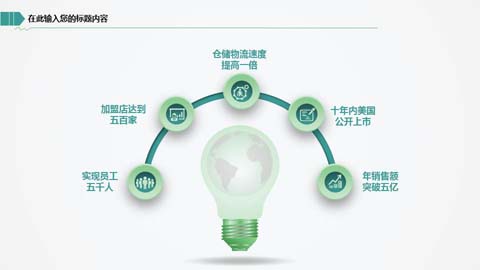 在此输入您的标题内容
仓储物流速度
提高一倍
加盟店达到
五百家
十年内美国
公开上市
实现员工
五千人
年销售额
突破五亿